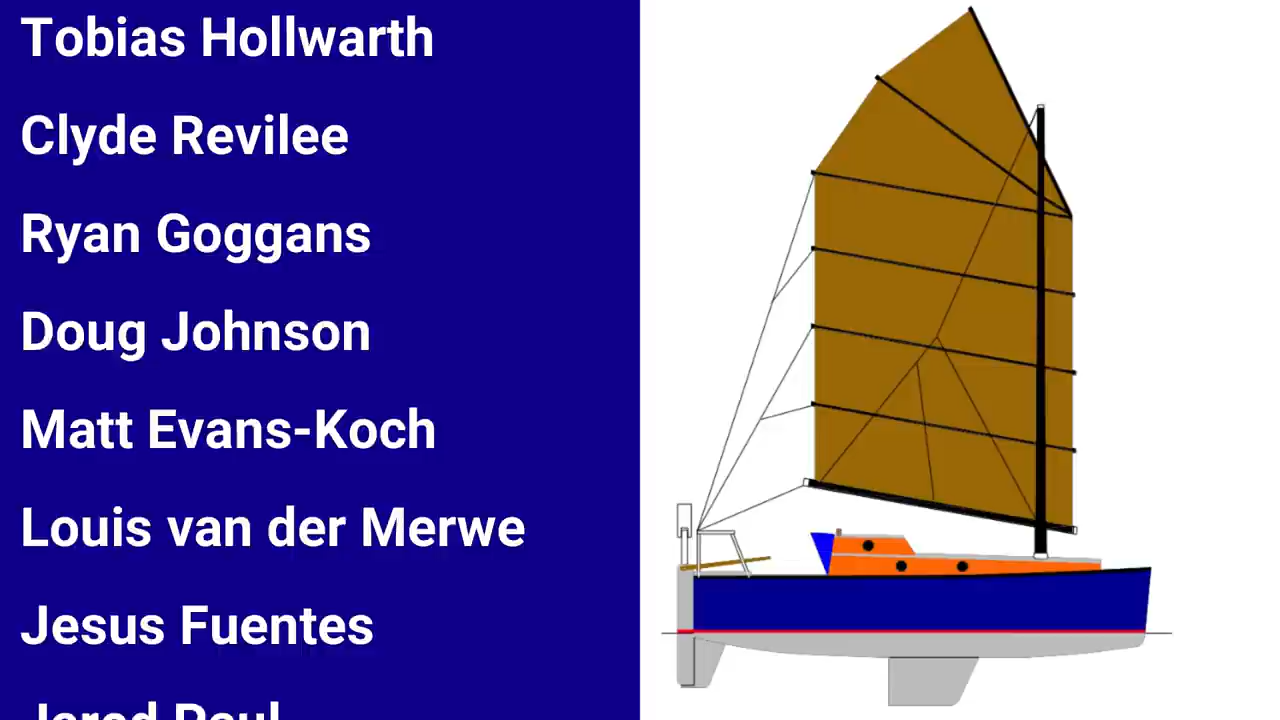 Tobias Hollwarth
Clyde Revilee
Ryan Goggans
Doug Johnson
Matt Evans-Koch
Louis van der Merwe
Jesus Fuentes